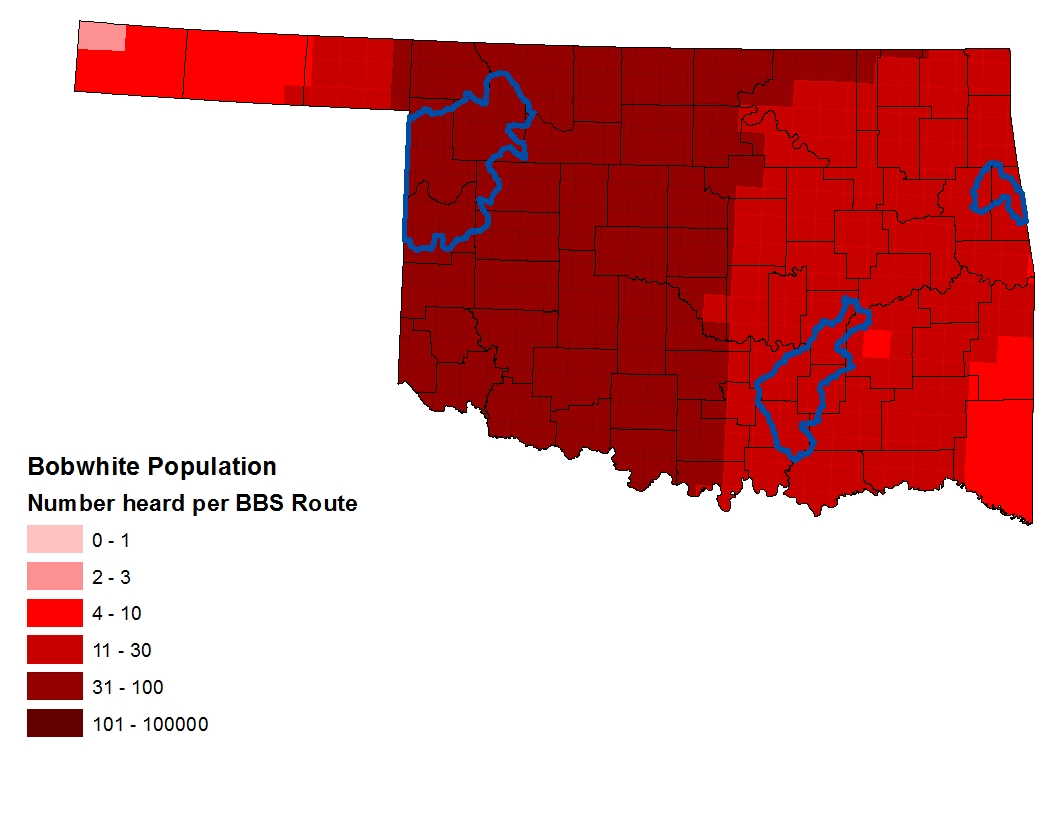 Bobwhite Population
Number heard per BBS Route
0 - 1
2 - 3
4 - 10
11 - 30
31 - 100
101 - 100000